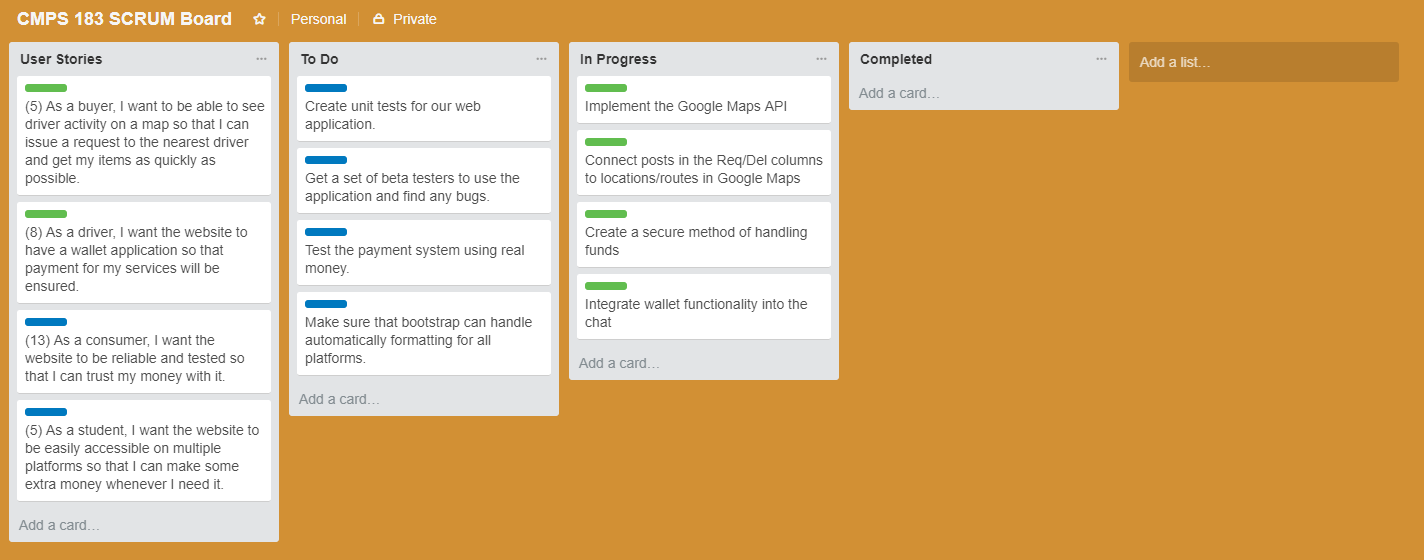 CMPS 183 SCRUM Board Personal Private
User Stories
(5) As a buyer, I want to be able to see
driver activity on a map so that I can
issue a request to the nearest driver
and get my items as quickly as
possible.
(8) As a driver, I want the website to
have a wallet application so that
payment for my services will be
ensured.
(13) As a consumer, I want the
website to be reliable and tested so
that I can trust my money with it.
(5) As a student, I want the website to
be easily accessible on multiple
platforms so that I can make some
extra money whenever I need it.
Add a card…
To Do
Create unit tests for our web
application.
Get a set of beta testers to use the
application and find any bugs.
Test the payment system using real
money.
Make sure that bootstrap can handle
automatically formatting for all
platforms.
Add a card…
In Progress
Implement the Google Maps API
Connect posts in the Req/Del columns
to locations/routes in Google Maps
Create a secure method of handling
funds
Integrate wallet functionality into the
chat
Add a card…
Completed
Add a card…
Add a list…